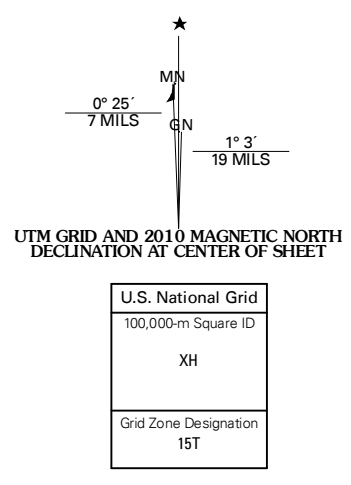 MN
0° 25´
7 MILS
GN
1° 3´
19 MILS
UTM GRID AND 2010 MAGNETIC NORTH
DECLINATION AT CENTER OF SHEET
U.S. National Grid
100,000-m Square ID
XH
Grid Zone Designation
15T